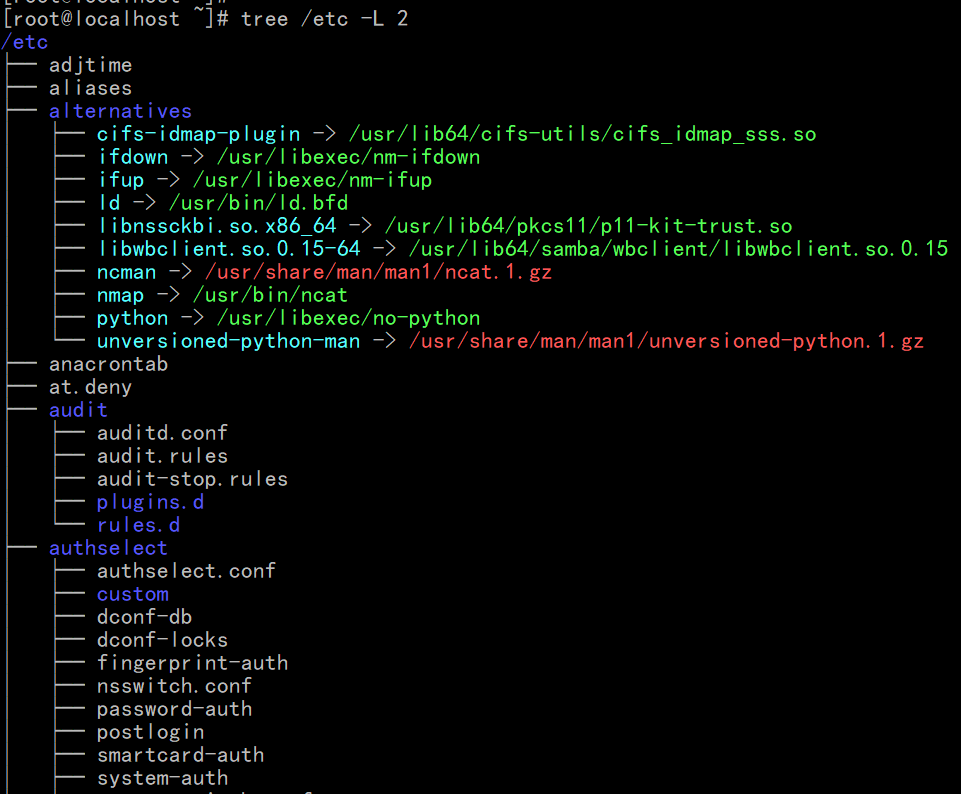 [root@localhost ~]# tree /etc -L 2
/etc
├── adjtime
├── aliases
├── alternatives
│   ├── cifs-idmap-plugin -> /usr/lib64/cifs-utils/cifs_idmap_sss.so
│   ├── ifdown -> /usr/libexec/nm-ifdown
│   ├── ifup -> /usr/libexec/nm-ifup
│   ├── ld -> /usr/bin/ld.bfd
│   ├── libnssckbi.so.x86_64 -> /usr/lib64/pkcs11/p11-kit-trust.so
│   ├── libwbclient.so.0.15-64 -> /usr/lib64/samba/wbclient/libwbclient.so.0.15
│   ├── ncman -> /usr/share/man/man1/ncat.1.gz
│   ├── nmap -> /usr/bin/ncat
│   ├── python -> /usr/libexec/no-python
│   └── unversioned-python-man -> /usr/share/man/man1/unversioned-python.1.gz
├── anacrontab
├── at.deny
├── audit
│   ├── auditd.conf
│   ├── audit.rules
│   ├── audit-stop.rules
│   ├── plugins.d
│   └── rules.d
├── authselect
│   ├── authselect.conf
│   ├── custom
│   ├── dconf-db
│   ├── dconf-locks
│   ├── fingerprint-auth
│   ├── nsswitch.conf
│   ├── password-auth
│   ├── postlogin
│   ├── smartcard-auth
│   ├── system-auth